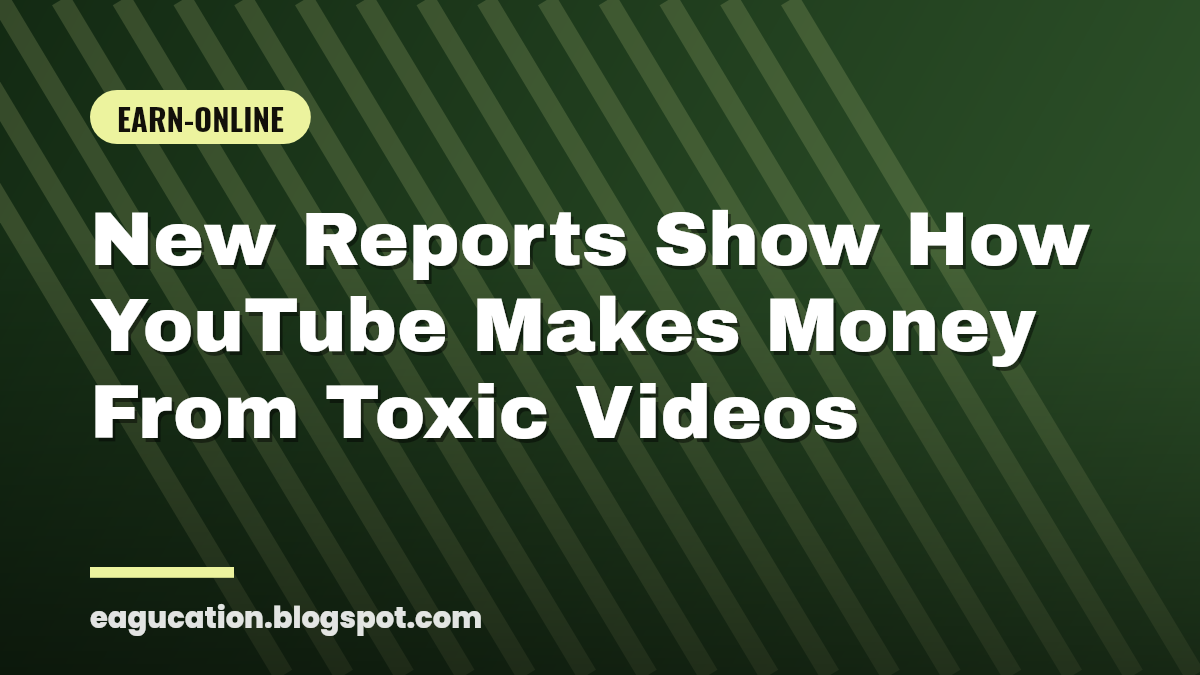 EARN-ONLINE
New Reports Show How
YouTube Makes Money
From Toxic Videos
eagucation.blogspot.com